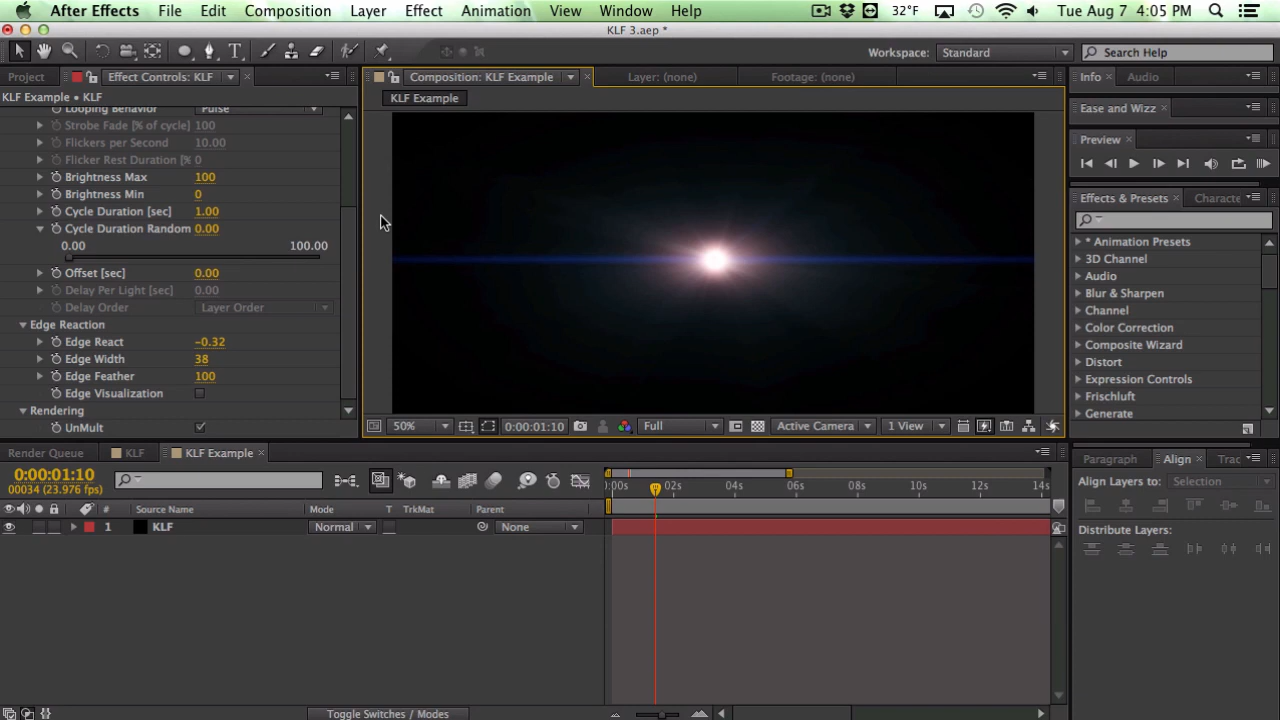 After Effects File Edit Composition Layer Effect Animation View Window Help 32°F Tue Aug 7 4:05 PM
KLF 3.aep *
Workspace: Standard Search Help
Project Effect Controls: KLF Composition: KLF Example Layer: (none) Footage: (none) Info Audio
KLF Example • KLF
KLF Example
Looping Behavior Pulse
Strobe Fade [% of cycle] 100
Flickers per Second 10.00
Flicker Rest Duration [% 0
Brightness Max 100
Brightness Min 0
Cycle Duration [sec] 1.00
Cycle Duration Random 0.00
0.00 100.00
Offset [sec] 0.00
Delay Per Light [sec] 0.00
Delay Order Layer Order
Edge Reaction
Edge React -0.32
Edge Width 38
Edge Feather 100
Edge Visualization
Rendering
UnMult
50% 0:00:01:10 Full Active Camera 1 View
Ease and Wizz
Preview
Effects & Presets Characte
* Animation Presets
3D Channel
Audio
Blur & Sharpen
Channel
Color Correction
Composite Wizard
Distort
Expression Controls
Frischluft
Generate
Render Queue KLF KLF Example
0:00:01:10
00034 (23.976 fps)
):00s 02s 04s 06s 08s 10s 12s 14s
# Source Name Mode T TrkMat Parent
1 KLF Normal None
Toggle Switches / Modes
Paragraph Align Trac
Align Layers to: Selection
Distribute Layers: